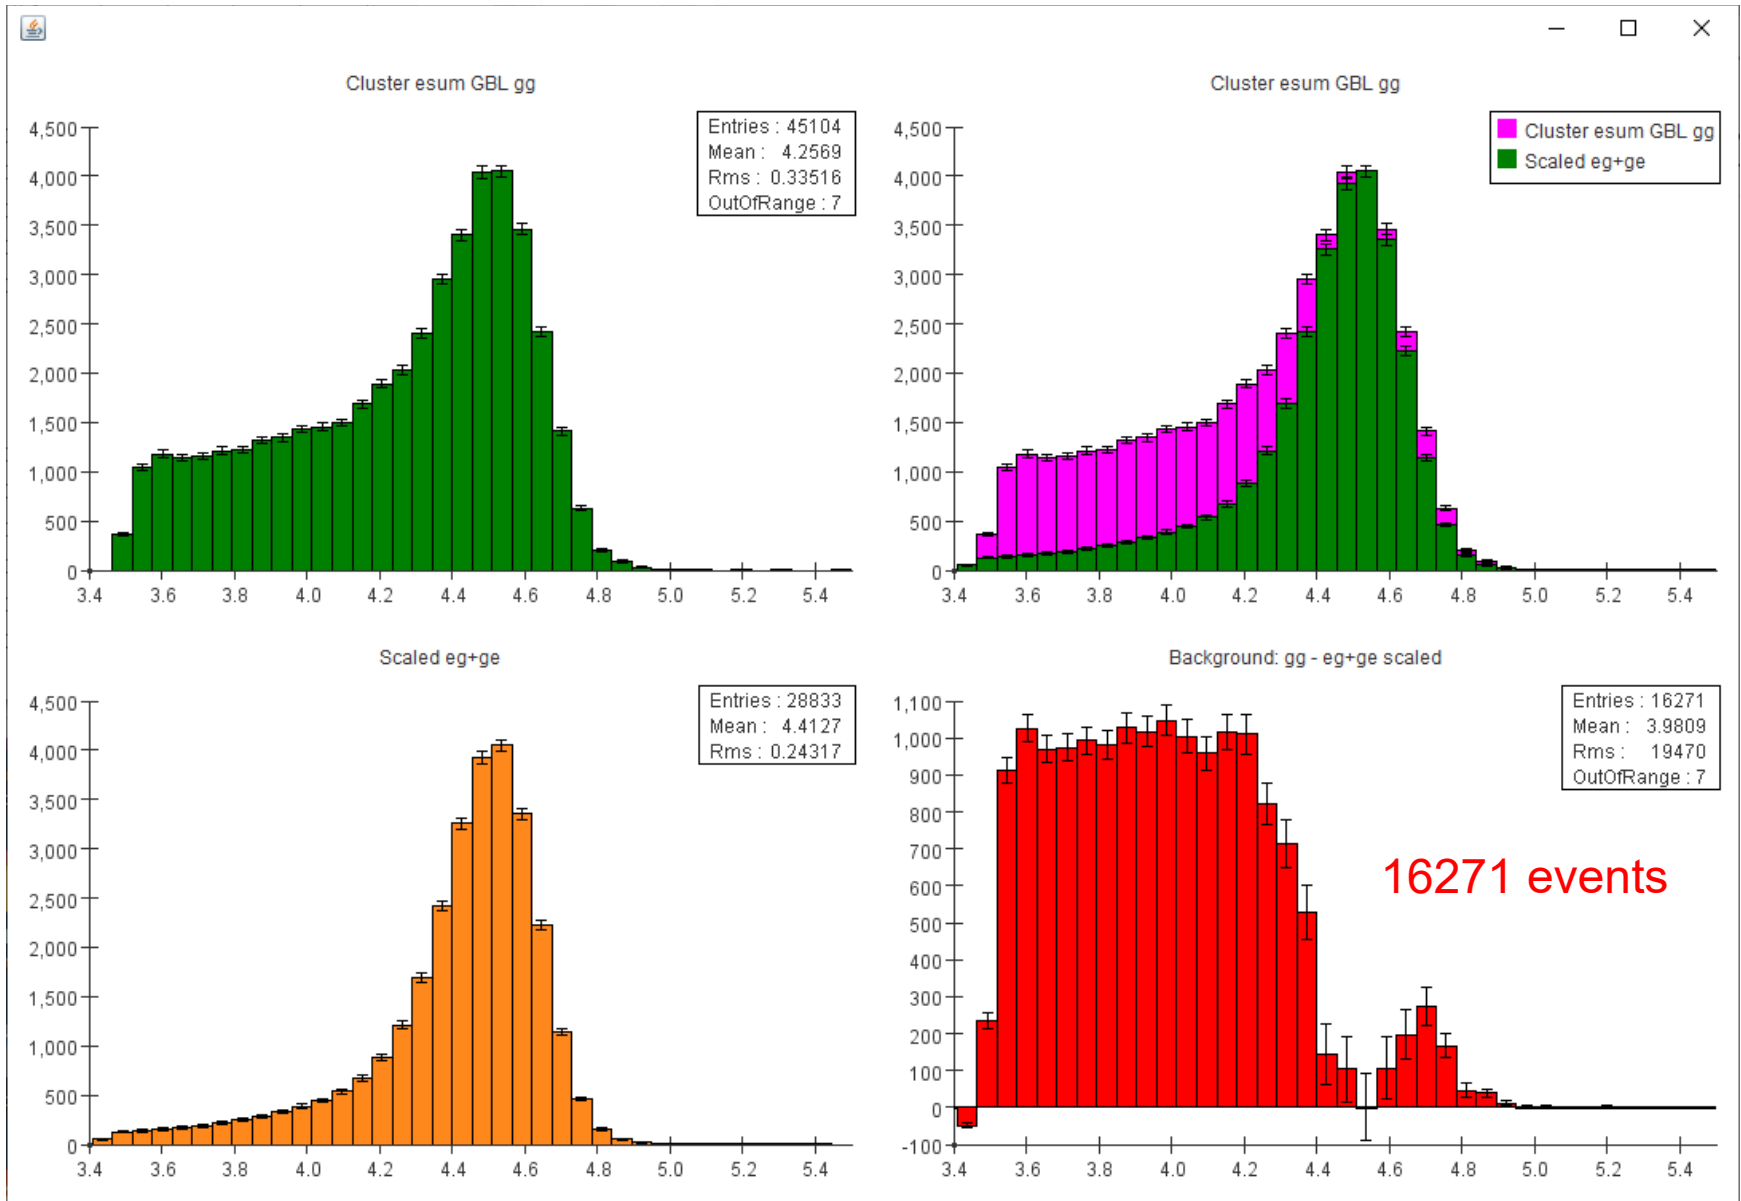 Cluster esum GBL gg
Entries : 45104
Mean : 4.2569
Rms : 0.33516
OutOfRange : 7
4,500
4,000
3,500
3,000
2,500
2,000
1,500
1,000
500
0
3.4 3.6 3.8 4.0 4.2 4.4 4.6 4.8 5.0 5.2 5.4
Cluster esum GBL gg
Cluster esum GBL gg
Scaled eg+ge
4,500
4,000
3,500
3,000
2,500
2,000
1,500
1,000
500
0
3.4 3.6 3.8 4.0 4.2 4.4 4.6 4.8 5.0 5.2 5.4
Scaled eg+ge
Entries : 28833
Mean : 4.4127
Rms : 0.24317
4,500
4,000
3,500
3,000
2,500
2,000
1,500
1,000
500
0
3.4 3.6 3.8 4.0 4.2 4.4 4.6 4.8 5.0 5.2 5.4
Background: gg - eg+ge scaled
Entries : 16271
Mean : 3.9809
Rms : 19470
OutOfRange : 7
16271 events
1,100
1,000
900
800
700
600
500
400
300
200
100
0
-100
3.4 3.6 3.8 4.0 4.2 4.4 4.6 4.8 5.0 5.2 5.4